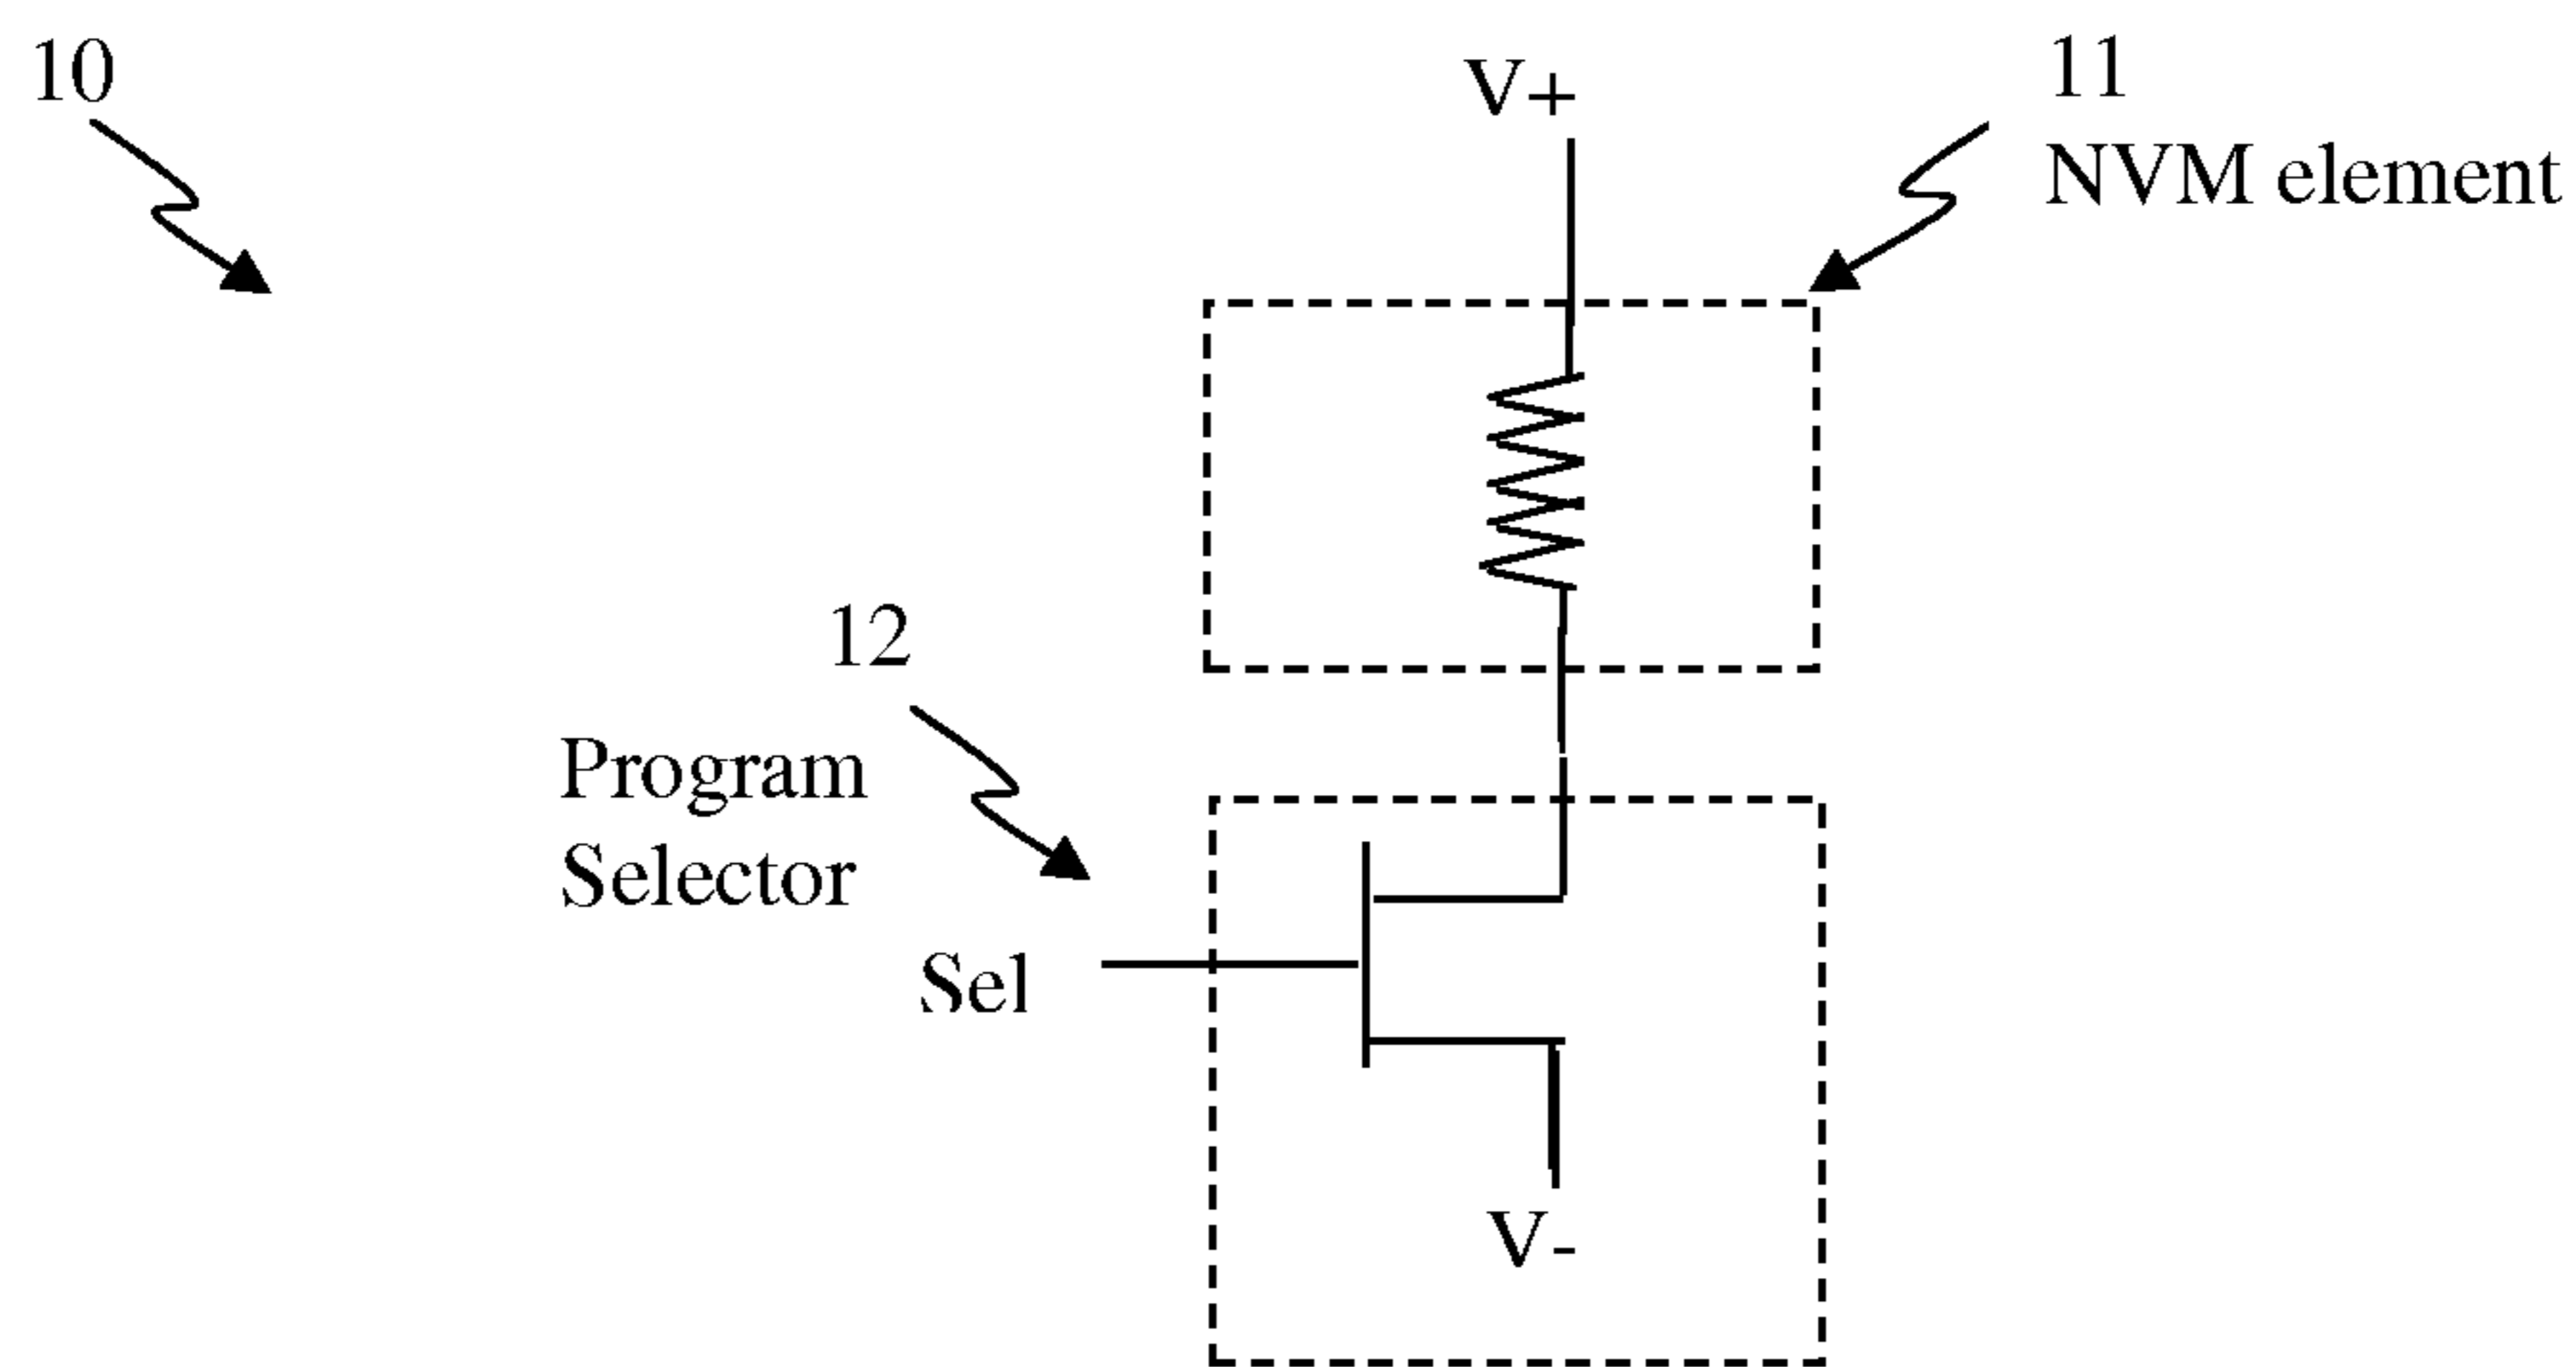 10
V+
11
NVM element
12
Program
Selector
Sel
V-